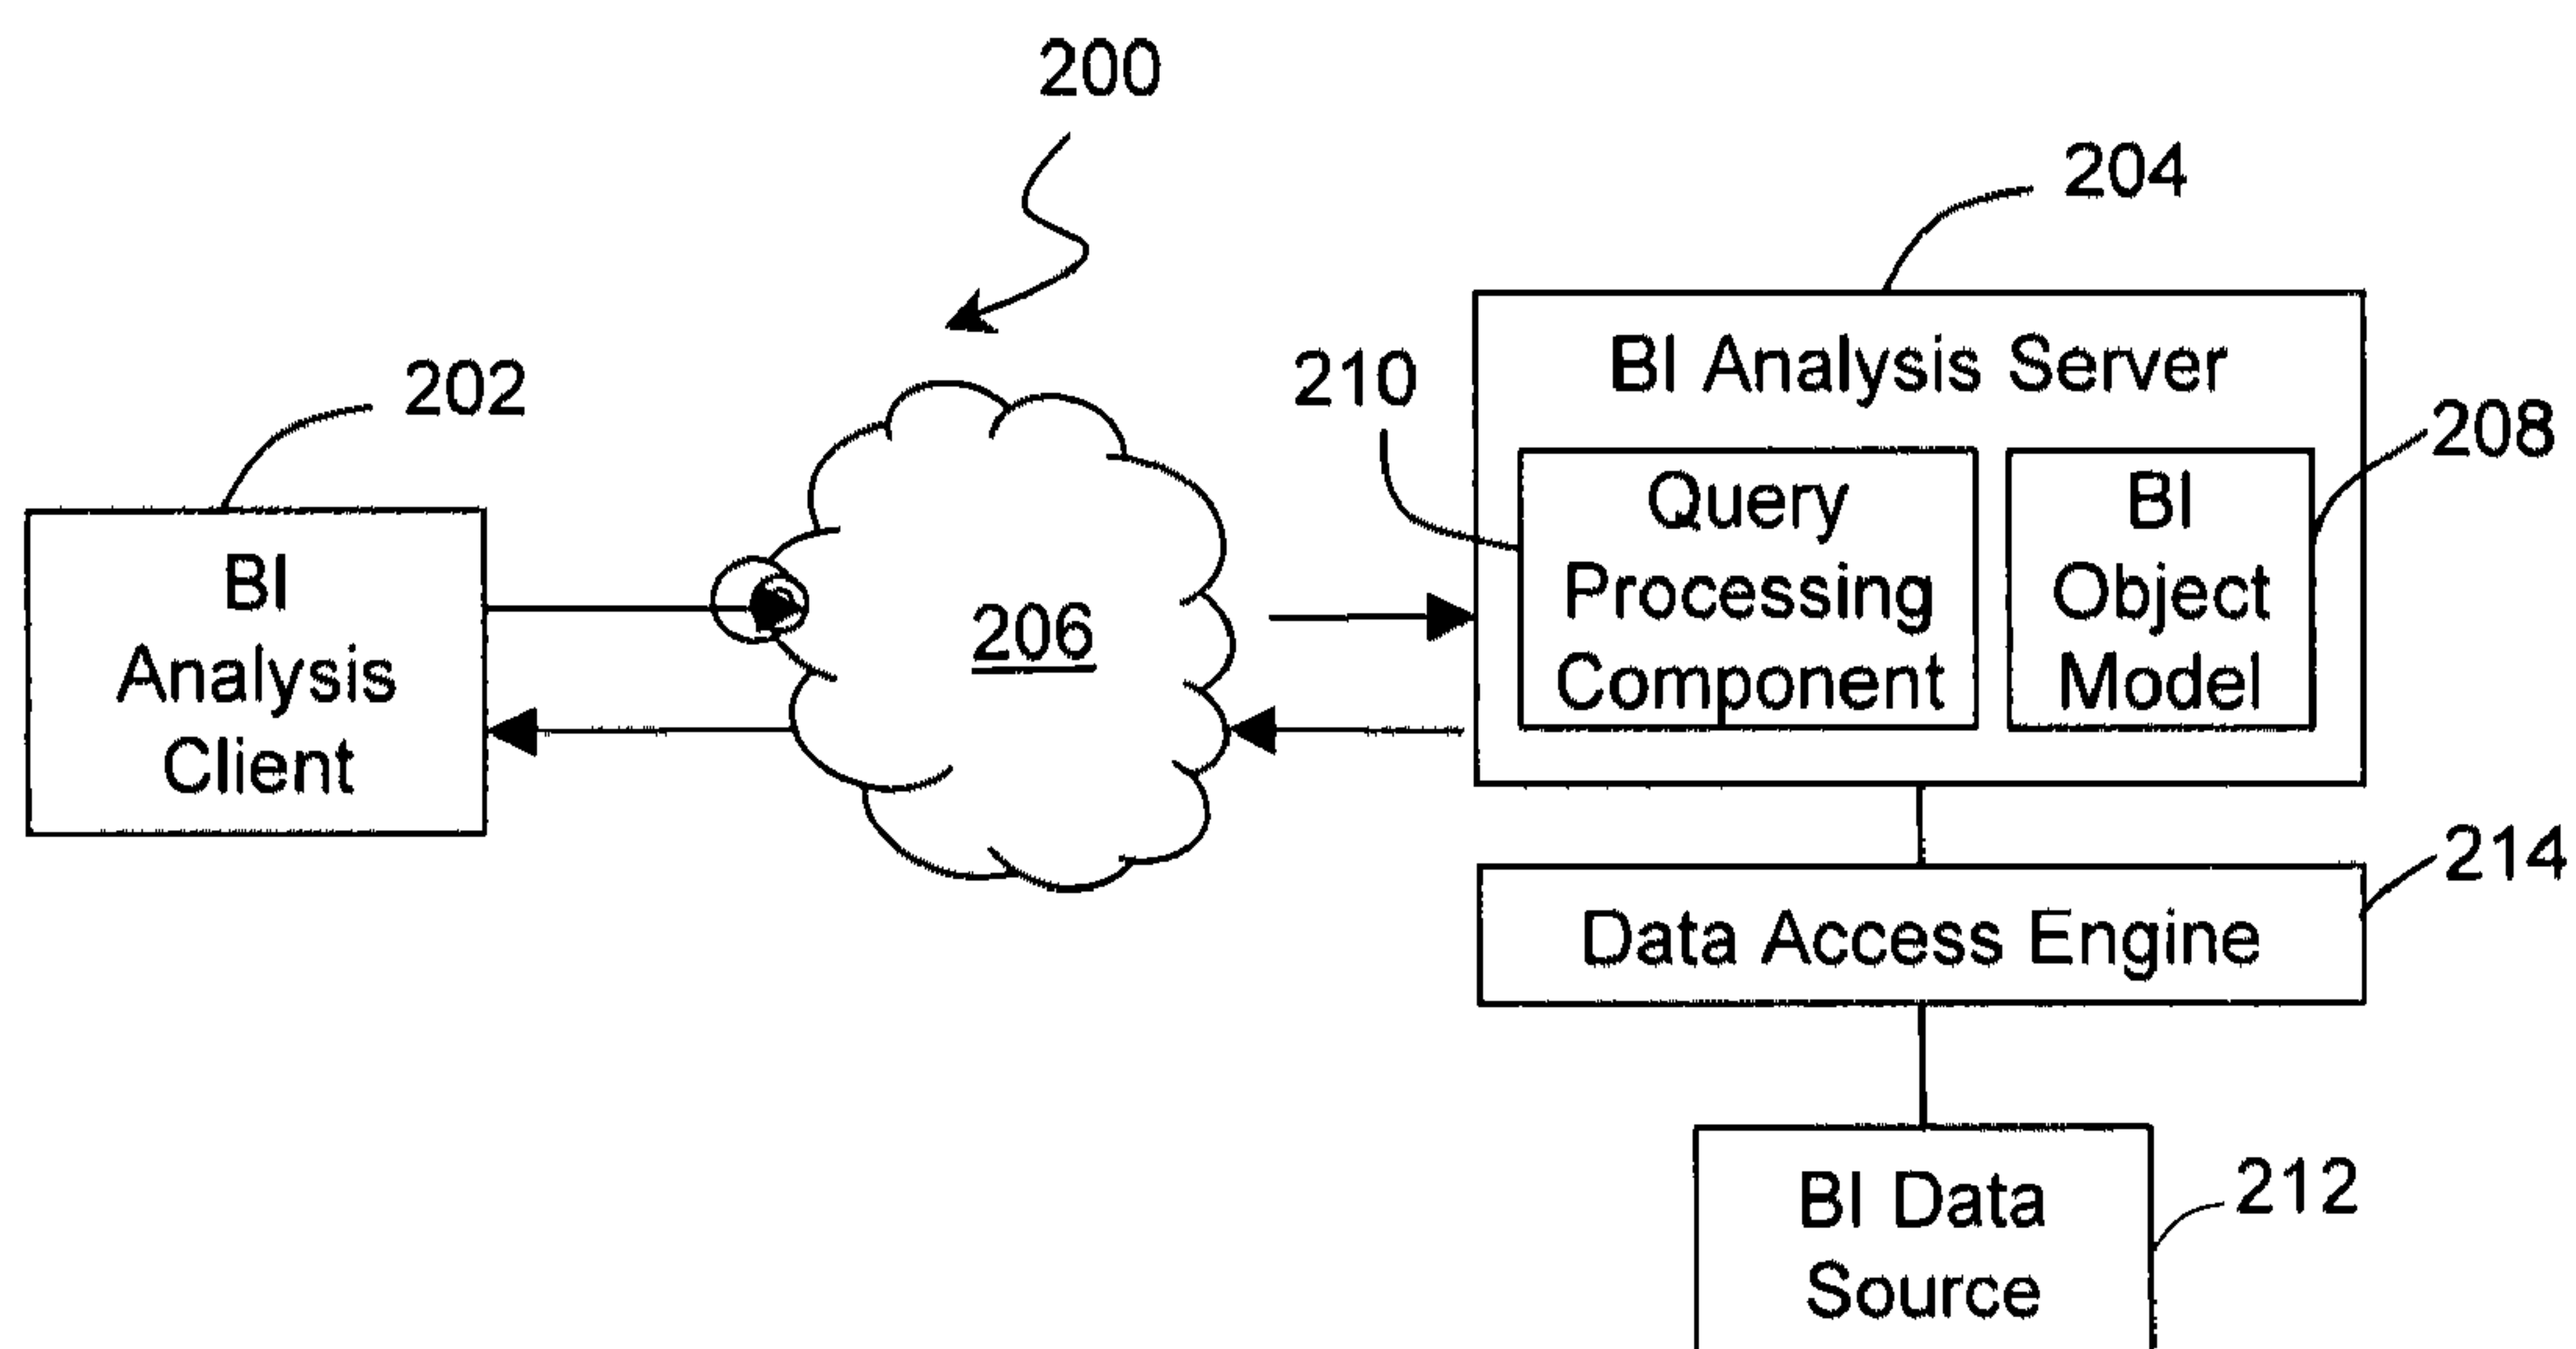 200
204
BI Analysis Server
210
202
208
Query
Processing
Component
BI
Object
Model
BI
Analysis
Client
206
214
Data Access Engine
BI Data
Source
212